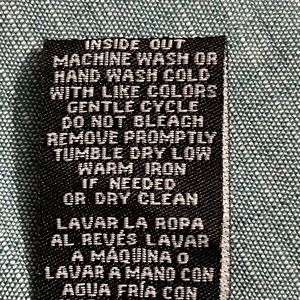 INSIDE OUT
MACHINE WASH OR
HAND WASH COLD
WITH LIKE COLORS
GENTLE CYCLE
DO NOT BLEACH
REMOVE PROMPTLY
TUMBLE DRY LOW
WARM IRON
IF NEEDED
OR DRY CLEAN
LAVAR LA ROPA
AL REVÉS LAVAR
A MÁQUINA O
LAVAR A MANO CON
AGUA FRÍA CON